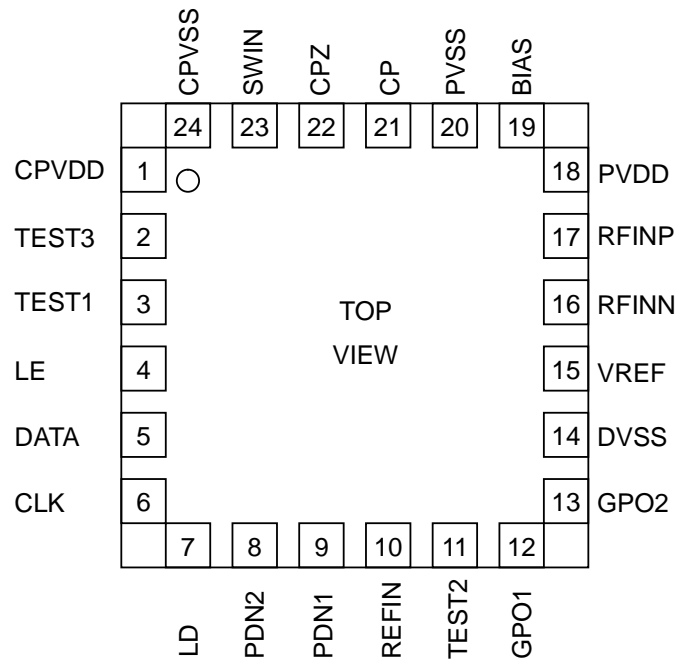 CPVSS
SWIN
CPZ
CP
PVSS
BIAS
24
23
22
21
20
19
CPVDD
1
18
PVDD
TEST3
2
17
RFINP
TEST1
3
TOP
16
RFINN
VIEW
LE
4
15
VREF
DATA
5
14
DVSS
CLK
6
13
GPO2
7
8
9
10
11
12
LD
PDN2
PDN1
REFIN
TEST2
GPO1